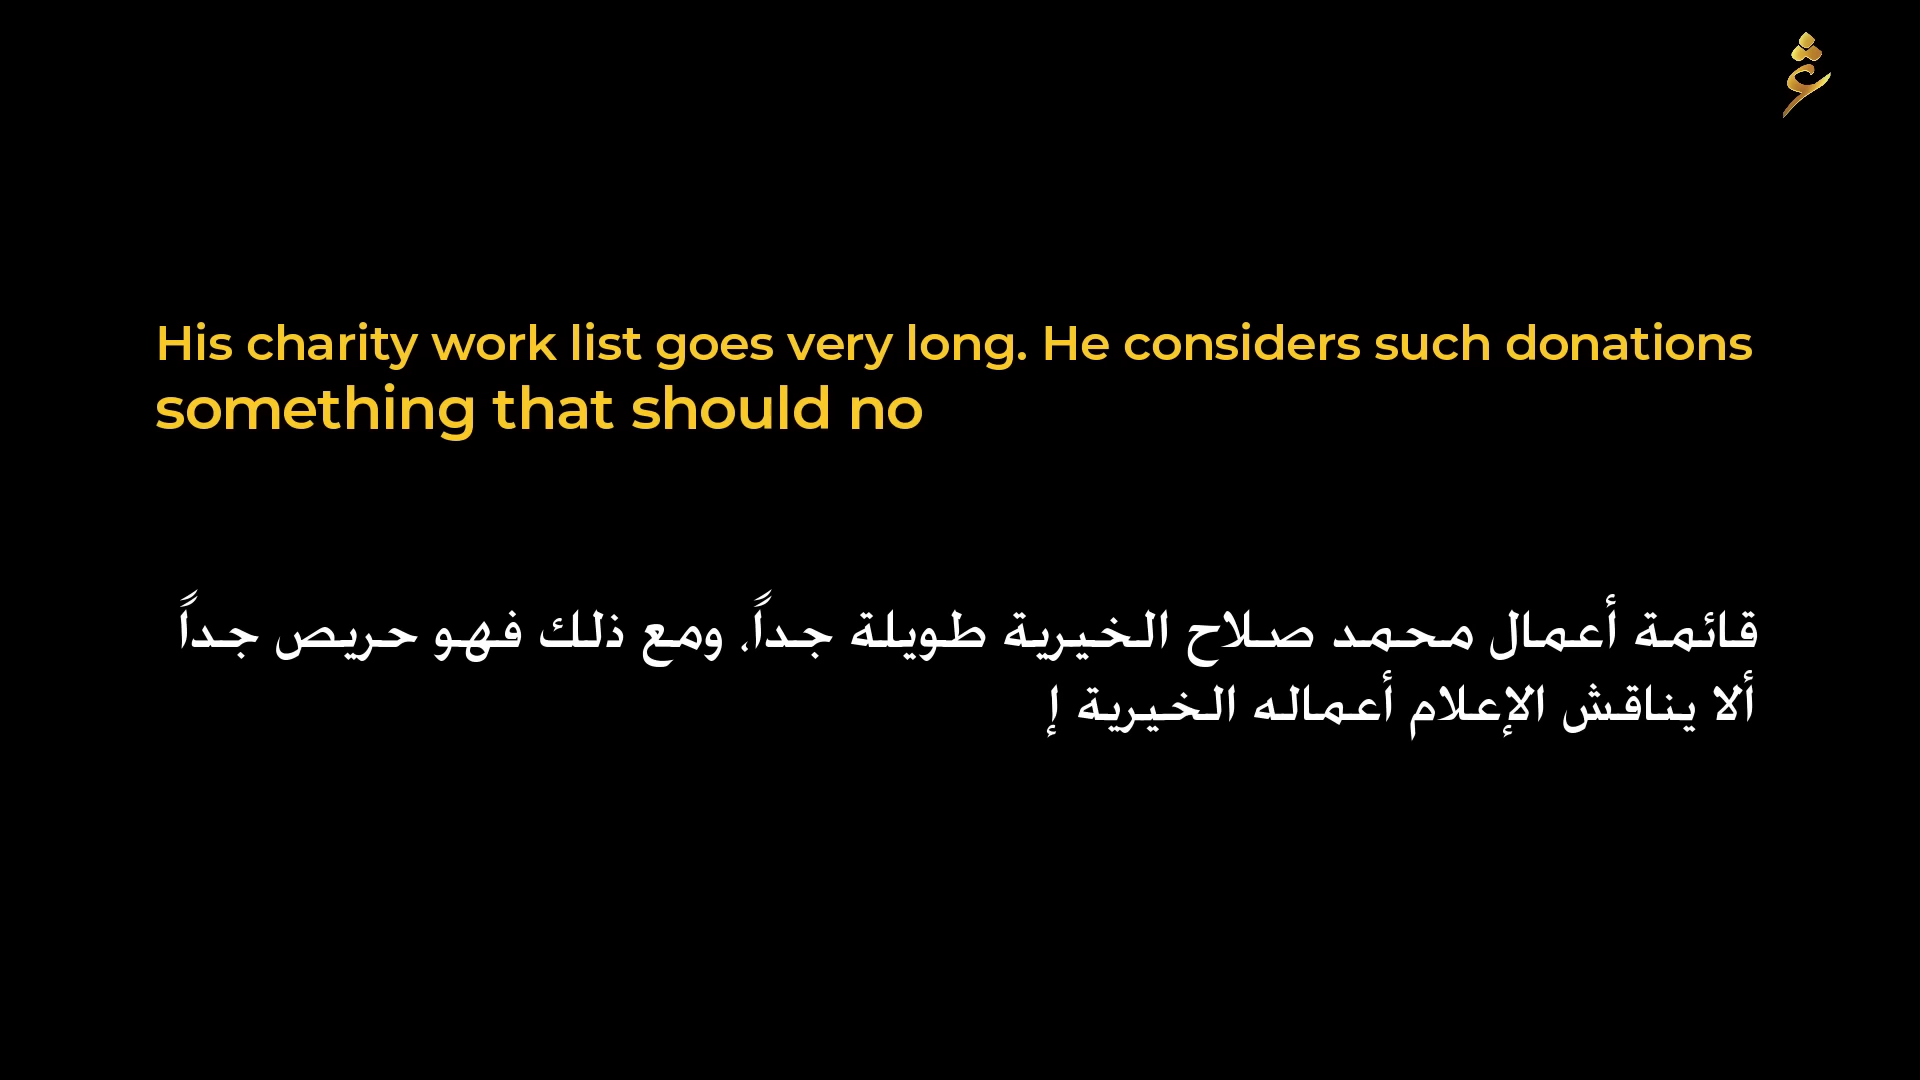 His charity work list goes very long. He considers such donations
something that should no
قائمة أعمال محمد صلاح الخيرية طويلة جداً، ومع ذلك فهو حريص جداً
ألا يناقش الإعلام أعماله الخيرية إ